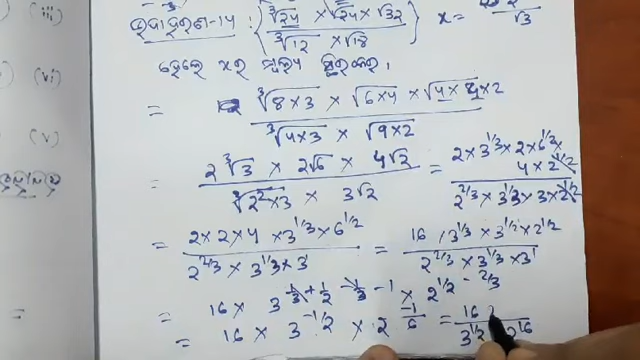 (iii)
ଉଦାହରଣ-14 : {∛24 × √24 × √32 / ∛12 × √18} x = 2 / √3
ହେଲେ xର ମୂଲ୍ୟ ସ୍ଥିର କର।
(vi)
= ∛(8×3) × √(6×4) × √(4×4×2) / ∛(4×3) × √(9×2)
(v)
= 2∛3 × 2√6 × 4√2 / ∛(2²×3) × 3√2 = 2×3^1/3 × 2×6^1/2 × 4×2^1/2 / 2^2/3 × 3^1/3 × 3×2^1/2
= 2×2×4 ×3^1/3 ×6^1/2 / 2^2/3 × 3^1/3 ×3^1 = 16 ×3^1/3 ×3^1/2 ×2^1/2 / 2^2/3 ×3^1/3 ×3^1
= 16 × 3^(1/3+1/2-1/3-1) × 2^(1/2-2/3)
= 16 × 3^-1/2 × 2^-1/6 = 16 / 3^1/2 2^1/6